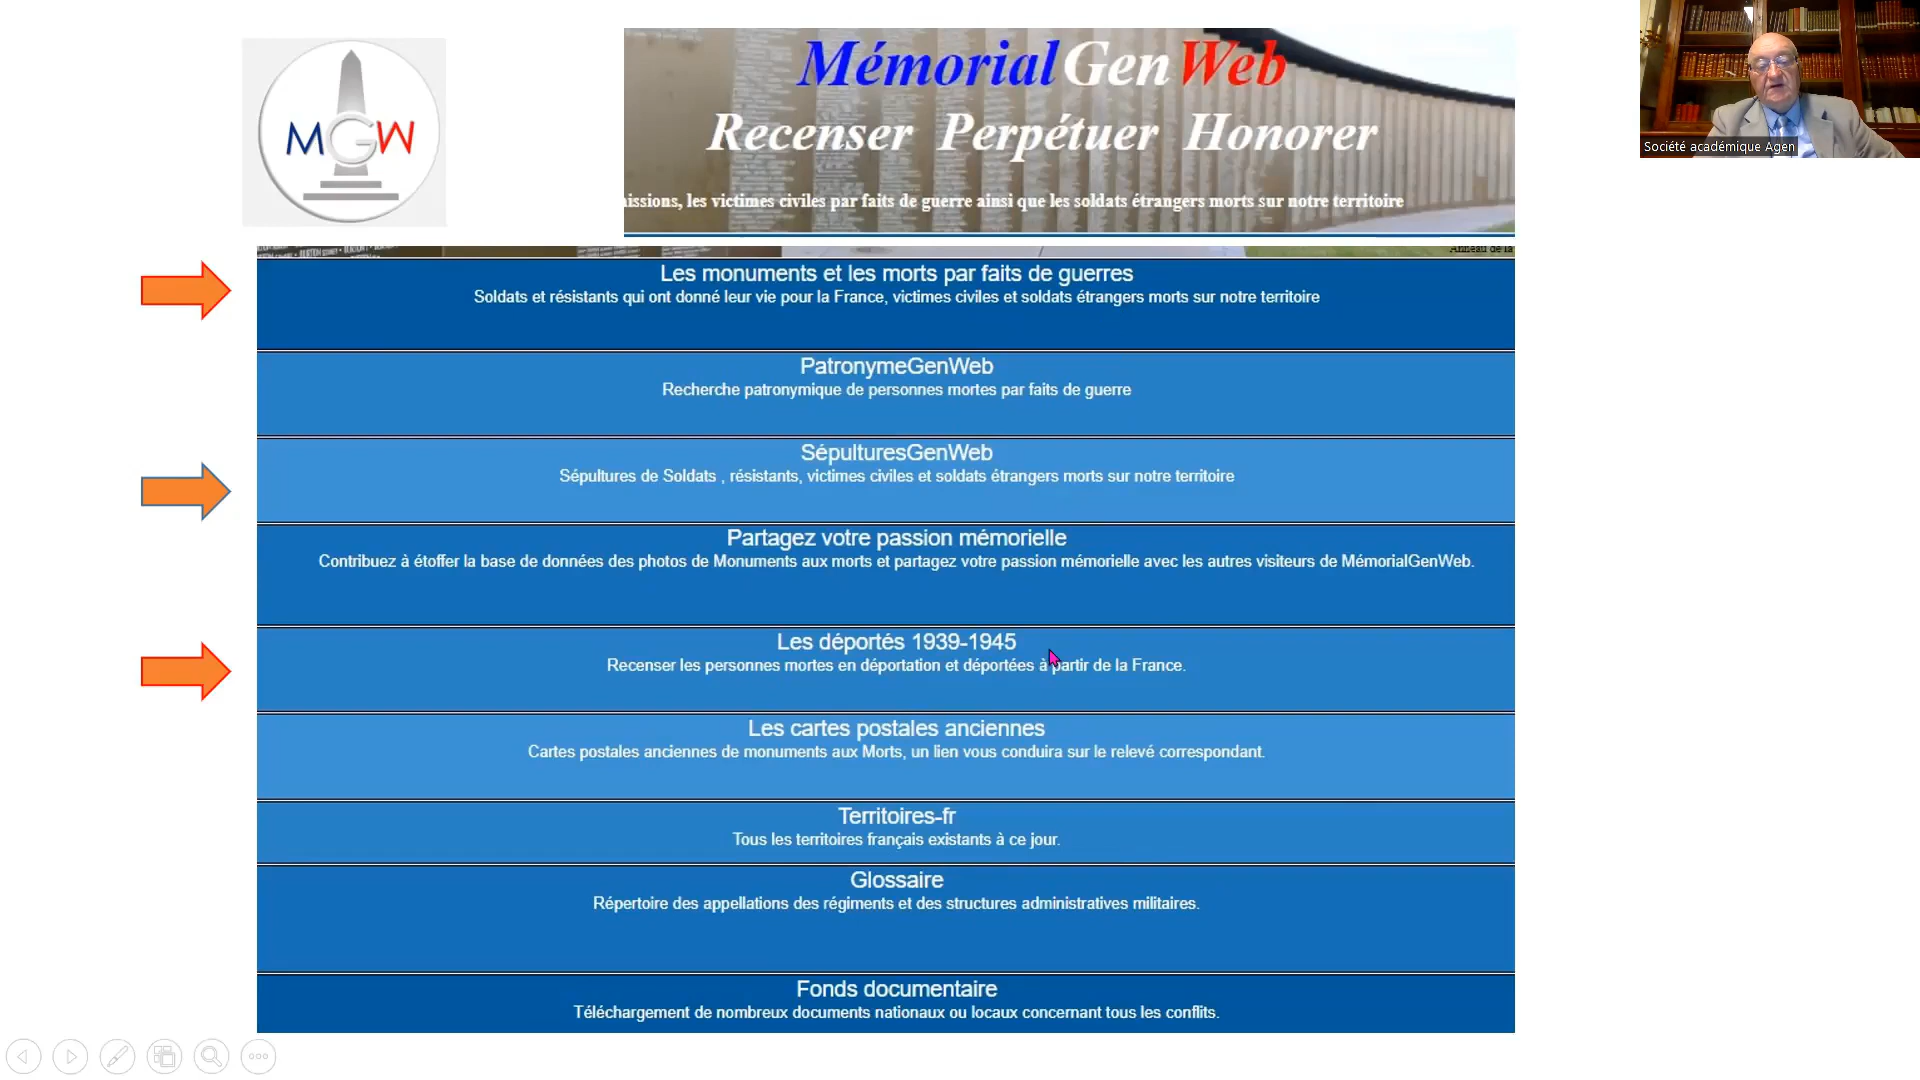 MGW
MémorialGenWeb
Recenser Perpétuer Honorer
issions, les victimes civiles par faits de guerre ainsi que les soldats étrangers morts sur notre territoire
Société académique Agen
Anneau de la
Les monuments et les morts par faits de guerres
Soldats et résistants qui ont donné leur vie pour la France, victimes civiles et soldats étrangers morts sur notre territoire
PatronymeGenWeb
Recherche patronymique de personnes mortes par faits de guerre
SépulturesGenWeb
Sépultures de Soldats , résistants, victimes civiles et soldats étrangers morts sur notre territoire
Partagez votre passion mémorielle
Contribuez à étoffer la base de données des photos de Monuments aux morts et partagez votre passion mémorielle avec les autres visiteurs de MémorialGenWeb.
Les déportés 1939-1945
Recenser les personnes mortes en déportation et déportées à partir de la France.
Les cartes postales anciennes
Cartes postales anciennes de monuments aux Morts, un lien vous conduira sur le relevé correspondant.
Territoires-fr
Tous les territoires français existants à ce jour.
Glossaire
Répertoire des appellations des régiments et des structures administratives militaires.
Fonds documentaire
Téléchargement de nombreux documents nationaux ou locaux concernant tous les conflits.